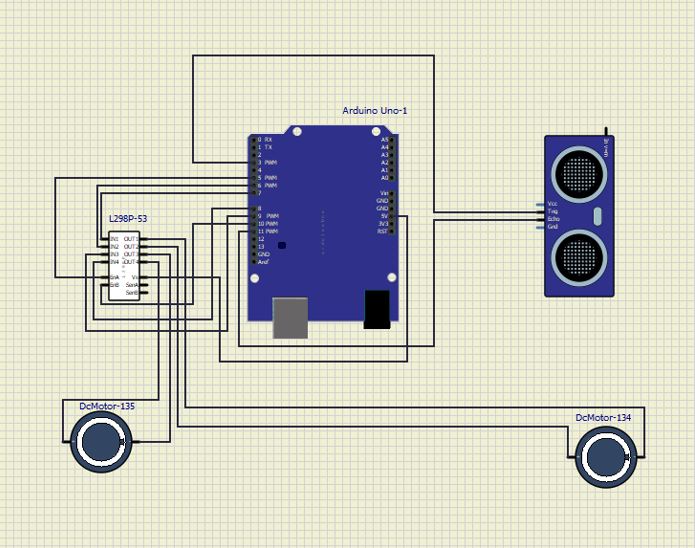 Arduino Uno-1
0 RX
1 TX
2
3 PWM
4
5 PWM
6 PWM
7
8
9 PWM
10 PWM
11 PWM
12
13
GND
Aref
A5
A4
A3
A2
A1
A0
Vin
GND
GND
5V
3V3
RST
Vcc
Trig
Echo
Gnd
L298P-53
IN1 OUT1
IN2 OUT2
IN3 OUT3
IN4 OUT4
EnA Vs
EnB SenA
SenB
DcMotor-135
DcMotor-134